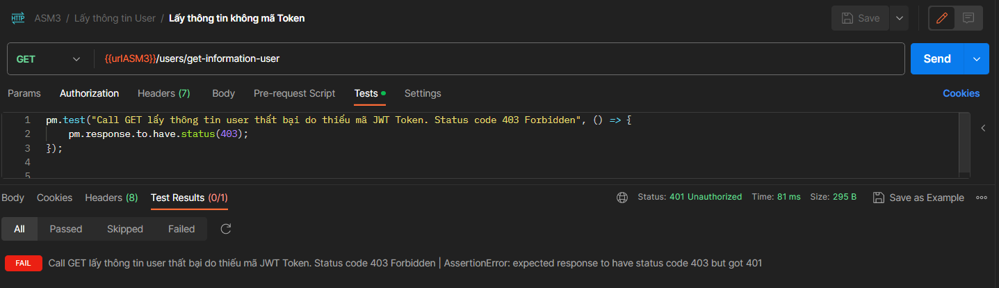 HTTP ASM3 / Lấy thông tin User / Lấy thông tin không mã Token Save
GET {{urlASM3}}/users/get-information-user Send
Params Authorization Headers (7) Body Pre-request Script Tests Settings Cookies
1 pm.test("Call GET lấy thông tin user thất bại do thiếu mã JWT Token. Status code 403 Forbidden", () => {
2 pm.response.to.have.status(403);
3 });
4
5
Body Cookies Headers (8) Test Results (0/1) Status: 401 Unauthorized Time: 81 ms Size: 295 B Save as Example
All Passed Skipped Failed
FAIL Call GET lấy thông tin user thất bại do thiếu mã JWT Token. Status code 403 Forbidden | AssertionError: expected response to have status code 403 but got 401